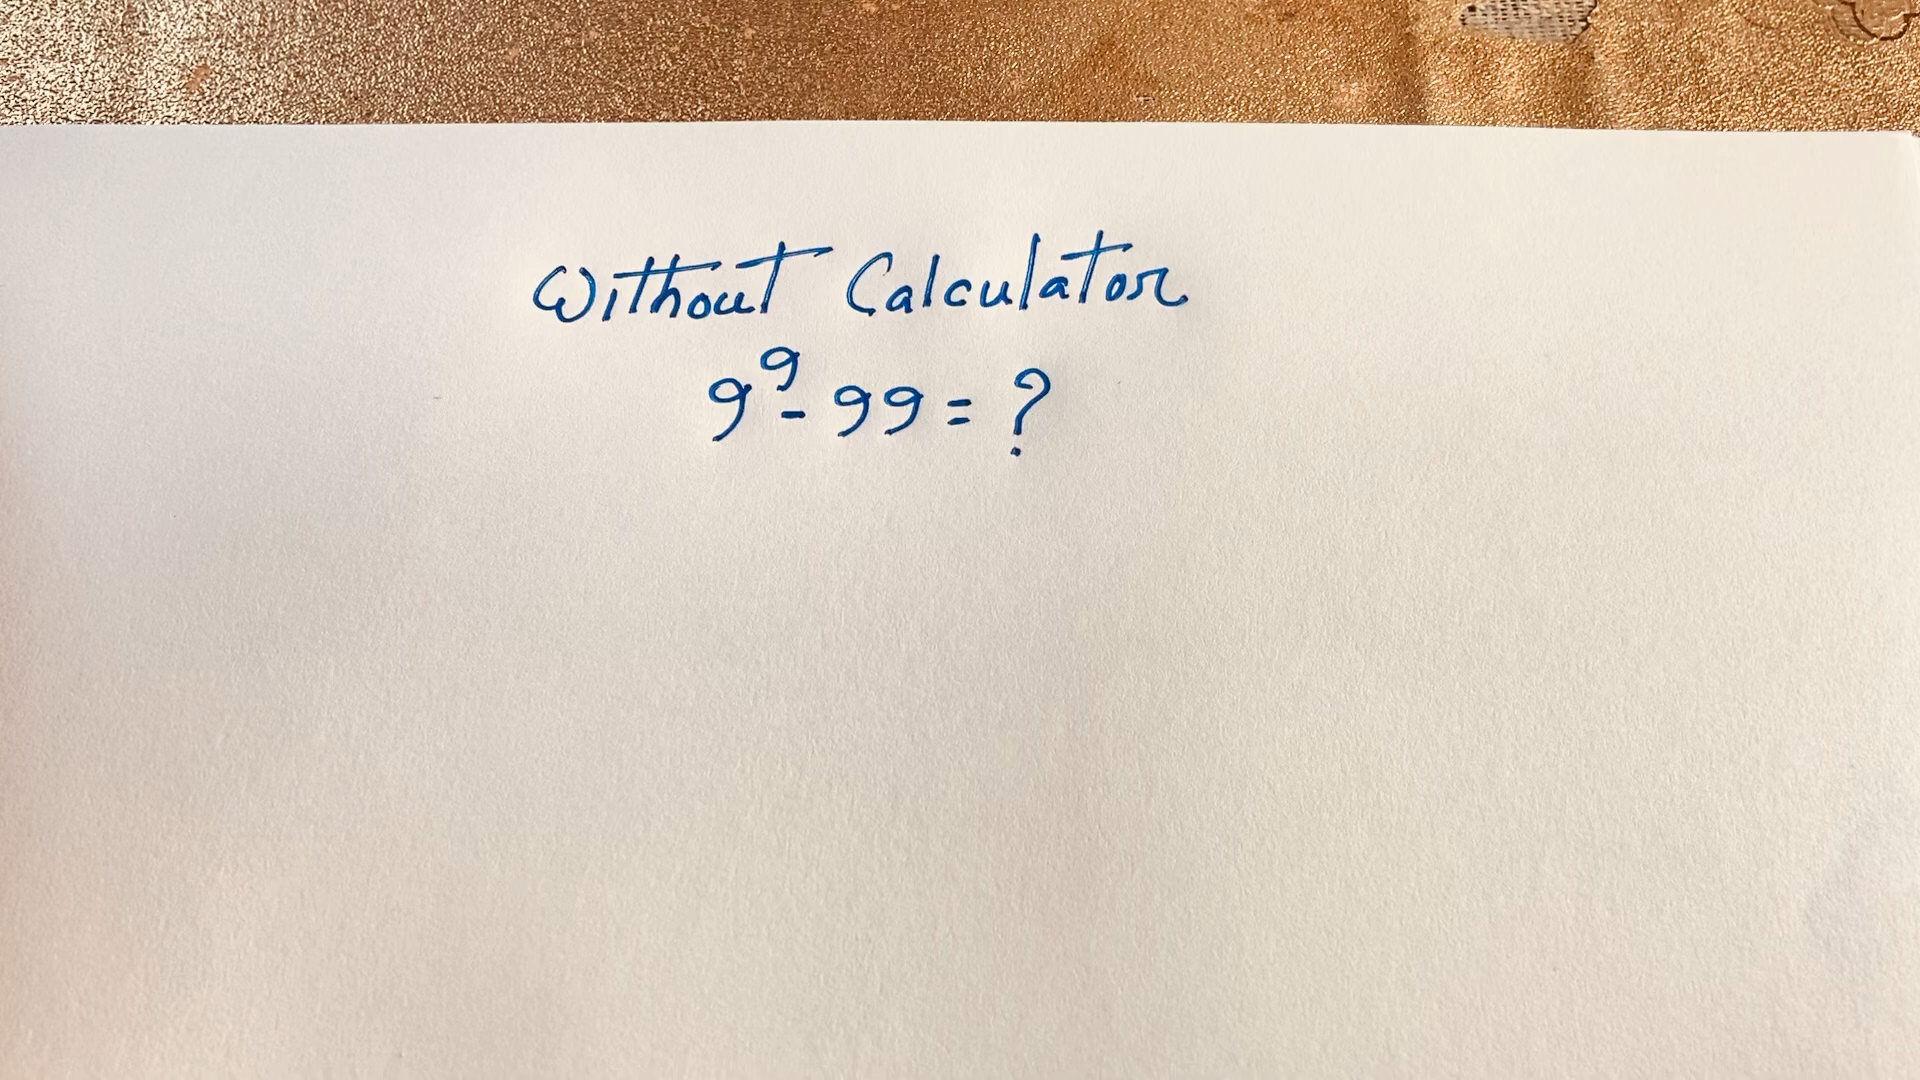 Without Calculator
9⁹ - 99 = ?